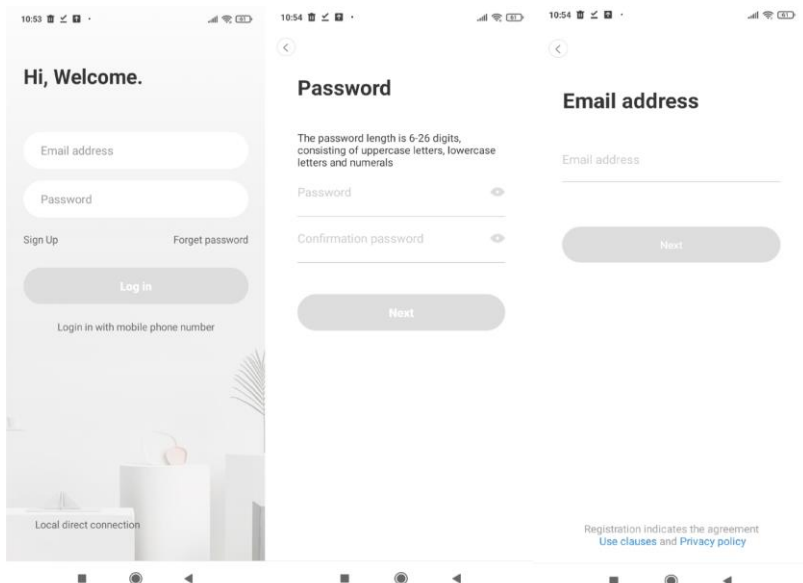 10:53
61
Hi, Welcome.
Email address
Password
Sign Up
Forget password
Log in
Login in with mobile phone number
Local direct connection
10:54
61
Password
The password length is 6-26 digits,
consisting of uppercase letters, lowercase
letters and numerals
Password
Confirmation password
Next
10:54
61
Email address
Email address
Next
Registration indicates the agreement
Use clauses and Privacy policy